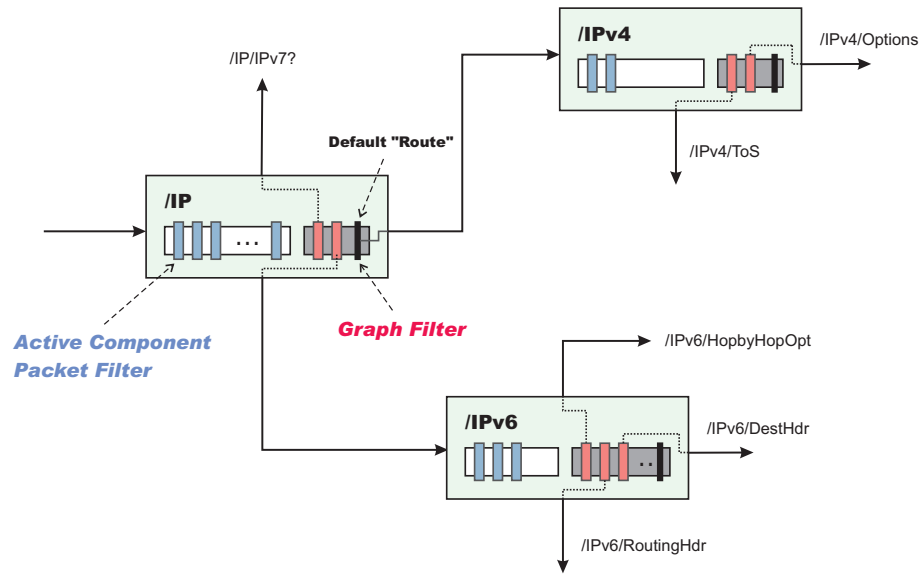 /IPv4
/IPv4/Options
/IP/IPv7?
Default "Route"
/IPv4/ToS
/IP
...
Graph Filter
Active Component
Packet Filter
/IPv6/HopbyHopOpt
/IPv6
/IPv6/DestHdr
..
/IPv6/RoutingHdr